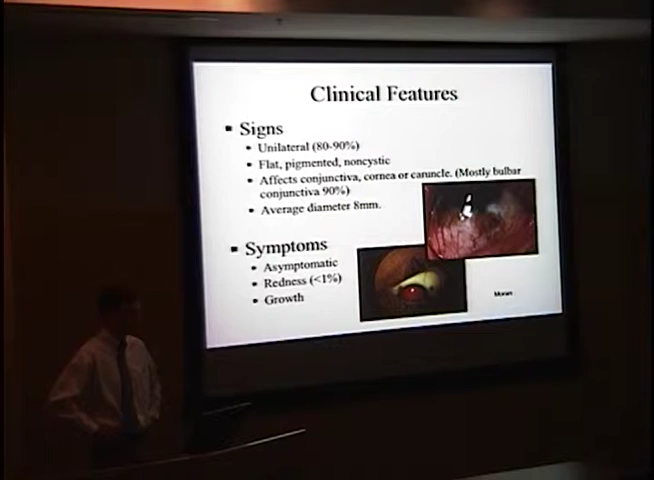 Clinical Features
▪ Signs
• Unilateral (80-90%)
• Flat, pigmented, noncystic
• Affects conjunctiva, cornea or caruncle. (Mostly bulbar
conjunctiva 90%)
• Average diameter 8mm.
▪ Symptoms
• Asymptomatic
• Redness (<1%)
• Growth
Moran